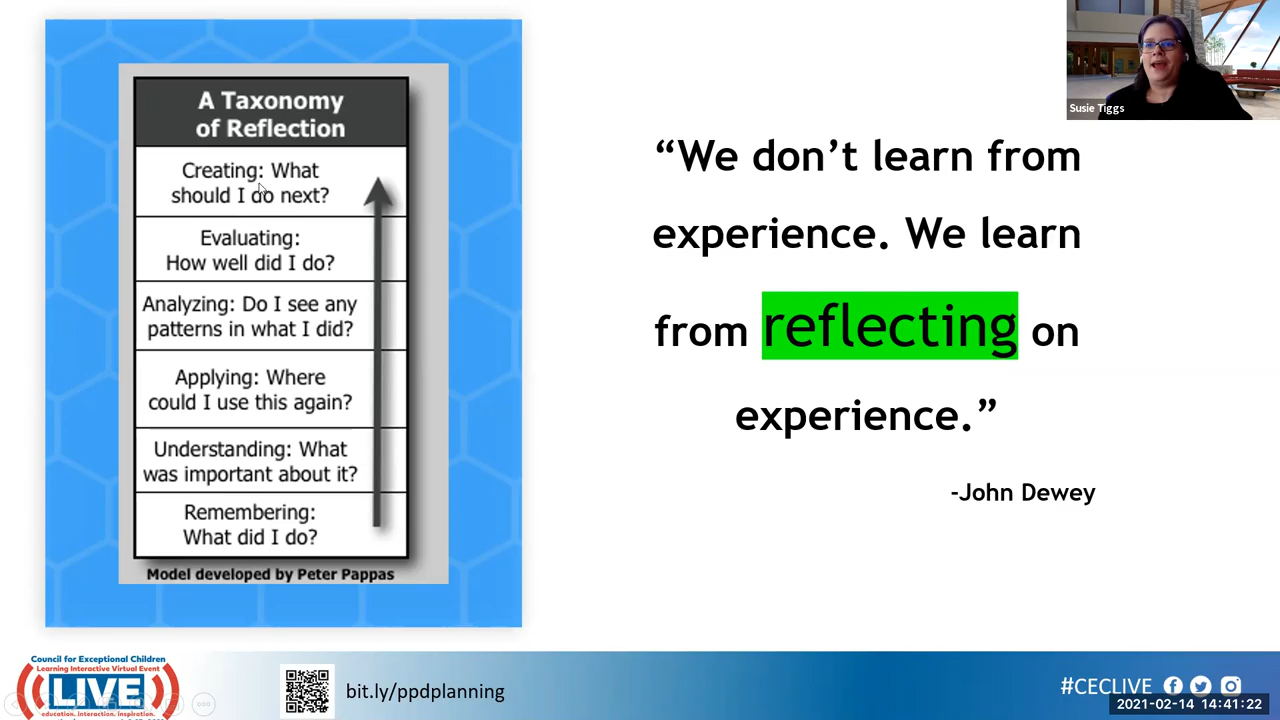 A Taxonomy
of Reflection
Creating: What
should I do next?
Evaluating:
How well did I do?
Analyzing: Do I see any
patterns in what I did?
Applying: Where
could I use this again?
Understanding: What
was important about it?
Remembering:
What did I do?
Model developed by Peter Pappas
“We don’t learn from
experience. We learn
from reflecting on
experience.”
-John Dewey
Susie Tiggs
Council for Exceptional Children
Learning Interactive Virtual Event
LIVE
education. interaction. inspiration.
bit.ly/ppdplanning
#CECLIVE
2021-02-14 14:41:22